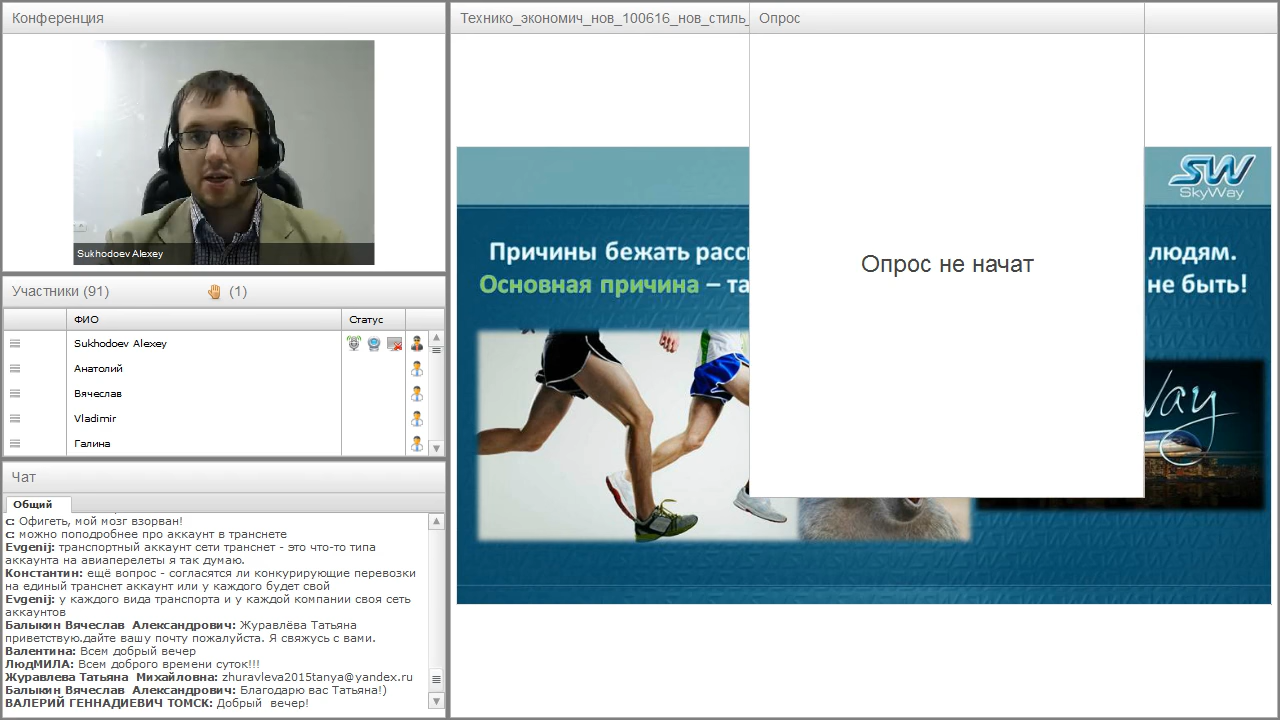 Конференция
Sukhodoev Alexey
Участники (91)
(1)
ФИО
Статус
Sukhodoev Alexey
Анатолий
Вячеслав
Vladimir
Галина
Чат
Общий
с: Офигеть, мой мозг взорван!
с: можно поподробнее про аккаунт в транснете
Evgenij: транспортный аккаунт сети транснет - это что-то типа
аккаунта на авиаперелеты я так думаю.
Константин: ещё вопрос - согласятся ли конкурирующие перевозки
на единый транснет аккаунт или у каждого будет свой
Evgenij: у каждого вида транспорта и у каждой компании своя сеть
аккаунтов
Балыкин Вячеслав Александрович: Журавлёва Татьяна
приветствую.дайте вашу почту пожалуйста. Я свяжусь с вами.
Валентина: Всем добрый вечер
ЛюдМИЛА: Всем доброго времени суток!!!
Журавлева Татьяна Михайловна: zhuravleva2015tanya@yandex.ru
Балыкин Вячеслав Александрович: Благодарю вас Татьяна!)
ВАЛЕРИЙ ГЕННАДИЕВИЧ ТОМСК: Добрый вечер!
Технико_экономич_нов_100616_нов_стиль_
Опрос
Опрос не начат
SW
SkyWay
Причины бежать расс людям.
Основная причина – та не быть!
Way